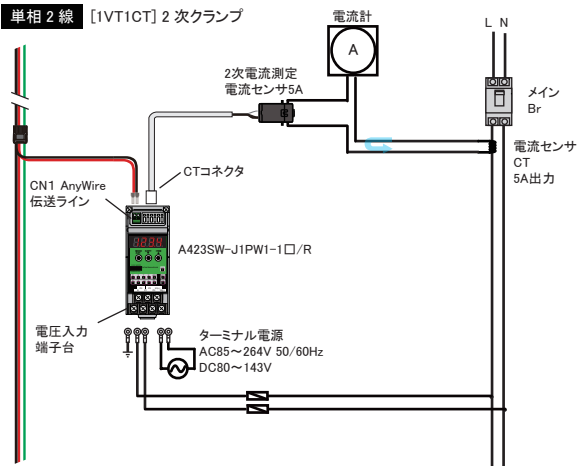 単相2線 [1VT1CT] 2次クランプ
電流計
A
L N
2次電流測定
電流センサ5A
メイン
Br
電流センサ
CT
5A出力
CTコネクタ
CN1 AnyWire
伝送ライン
A423SW-J1PW1-1□/R
電圧入力
端子台
ターミナル電源
AC85～264V 50/60Hz
DC80～143V